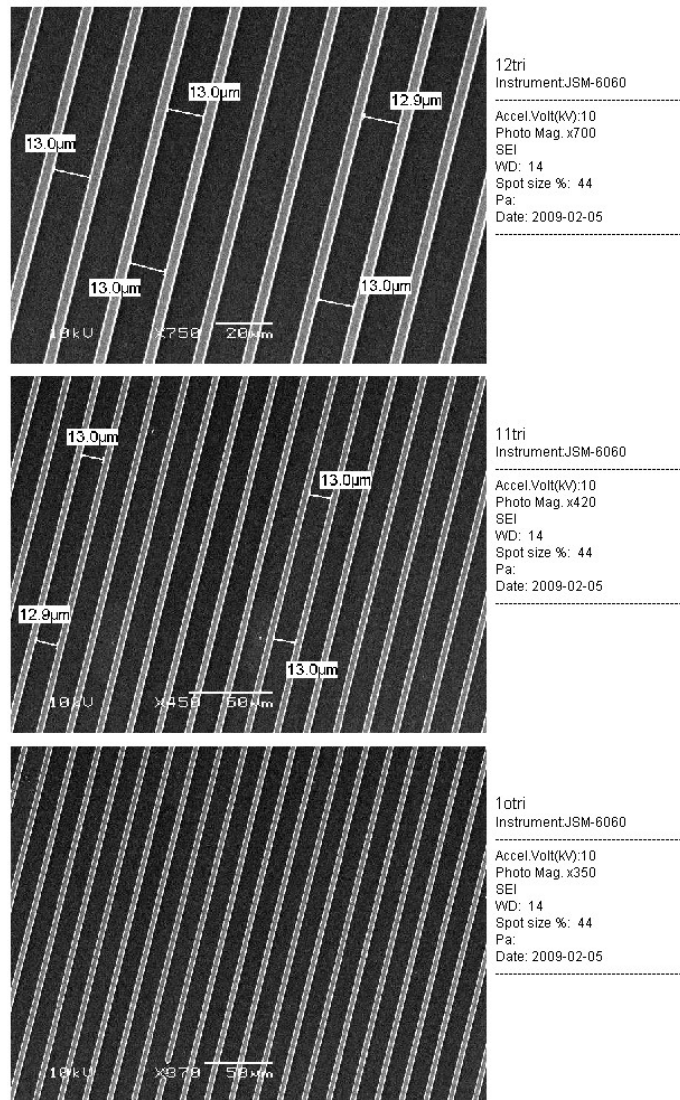 13.0µm
12.9µm
13.0µm
13.0µm
13.0µm
10kV X750 20µm
12tri
Instrument:JSM-6060
Accel.Volt(kV):10
Photo Mag. x700
SEI
WD: 14
Spot size %: 44
Pa:
Date: 2009-02-05
13.0µm
13.0µm
12.9µm
13.0µm
10kV X450 50µm
11tri
Instrument:JSM-6060
Accel.Volt(kV):10
Photo Mag. x420
SEI
WD: 14
Spot size %: 44
Pa:
Date: 2009-02-05
10kV X370 50µm
1otri
Instrument:JSM-6060
Accel.Volt(kV):10
Photo Mag. x350
SEI
WD: 14
Spot size %: 44
Pa:
Date: 2009-02-05